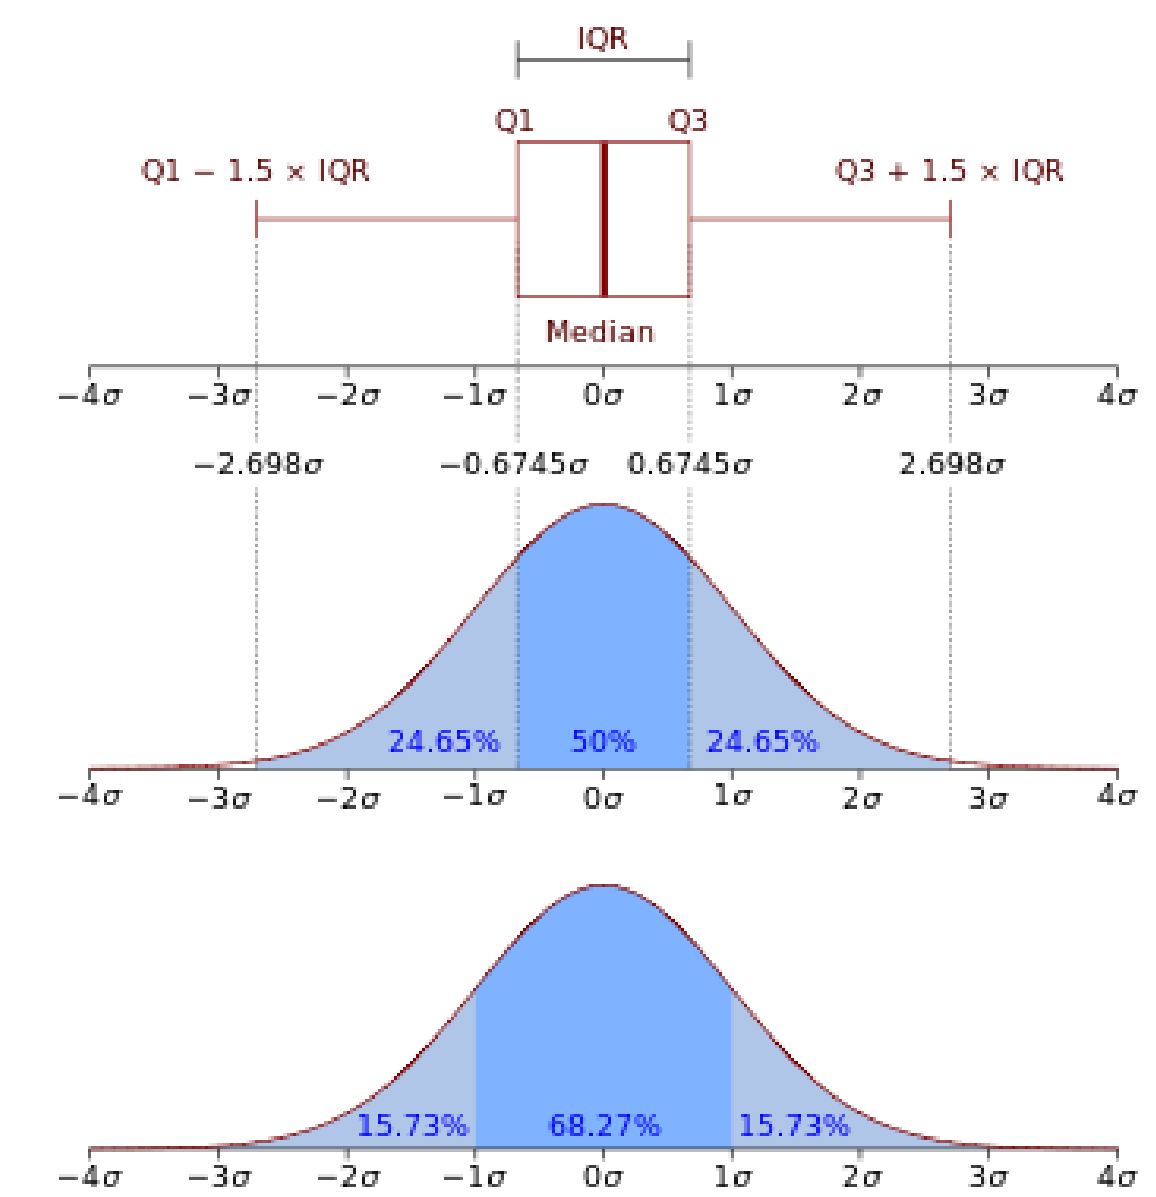 IQR
Q1 Q3
Q1 − 1.5 × IQR Q3 + 1.5 × IQR
Median
−4σ −3σ −2σ −1σ 0σ 1σ 2σ 3σ 4σ
−2.698σ −0.6745σ 0.6745σ 2.698σ
24.65% 50% 24.65%
−4σ −3σ −2σ −1σ 0σ 1σ 2σ 3σ 4σ
15.73% 68.27% 15.73%
−4σ −3σ −2σ −1σ 0σ 1σ 2σ 3σ 4σ